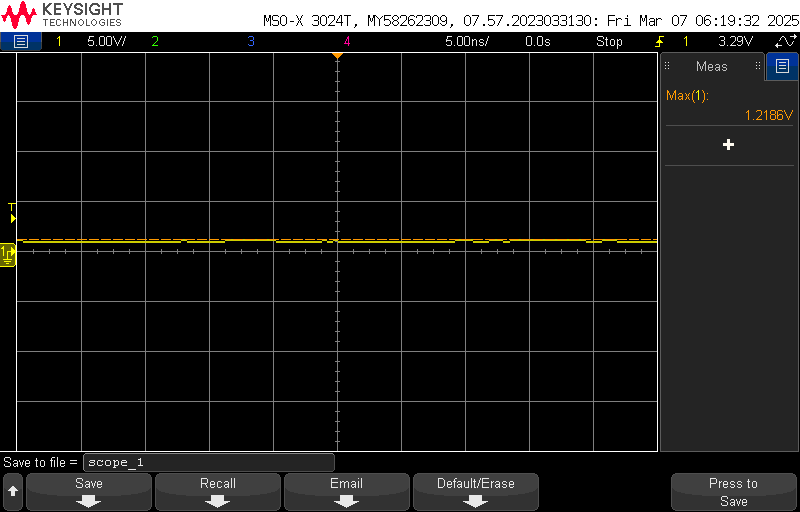 KEYSIGHT
TECHNOLOGIES
MSO-X 3024T, MY58262309, 07.57.2023033130: Fri Mar 07 06:19:32 2025
1 5.00V/ 2 3 4 5.00ns/ 0.0s Stop 1 3.29V
Meas
Max(1):
1.2186V
T
1
Save to file = scope_1
Save Recall Email Default/Erase Press to
Save